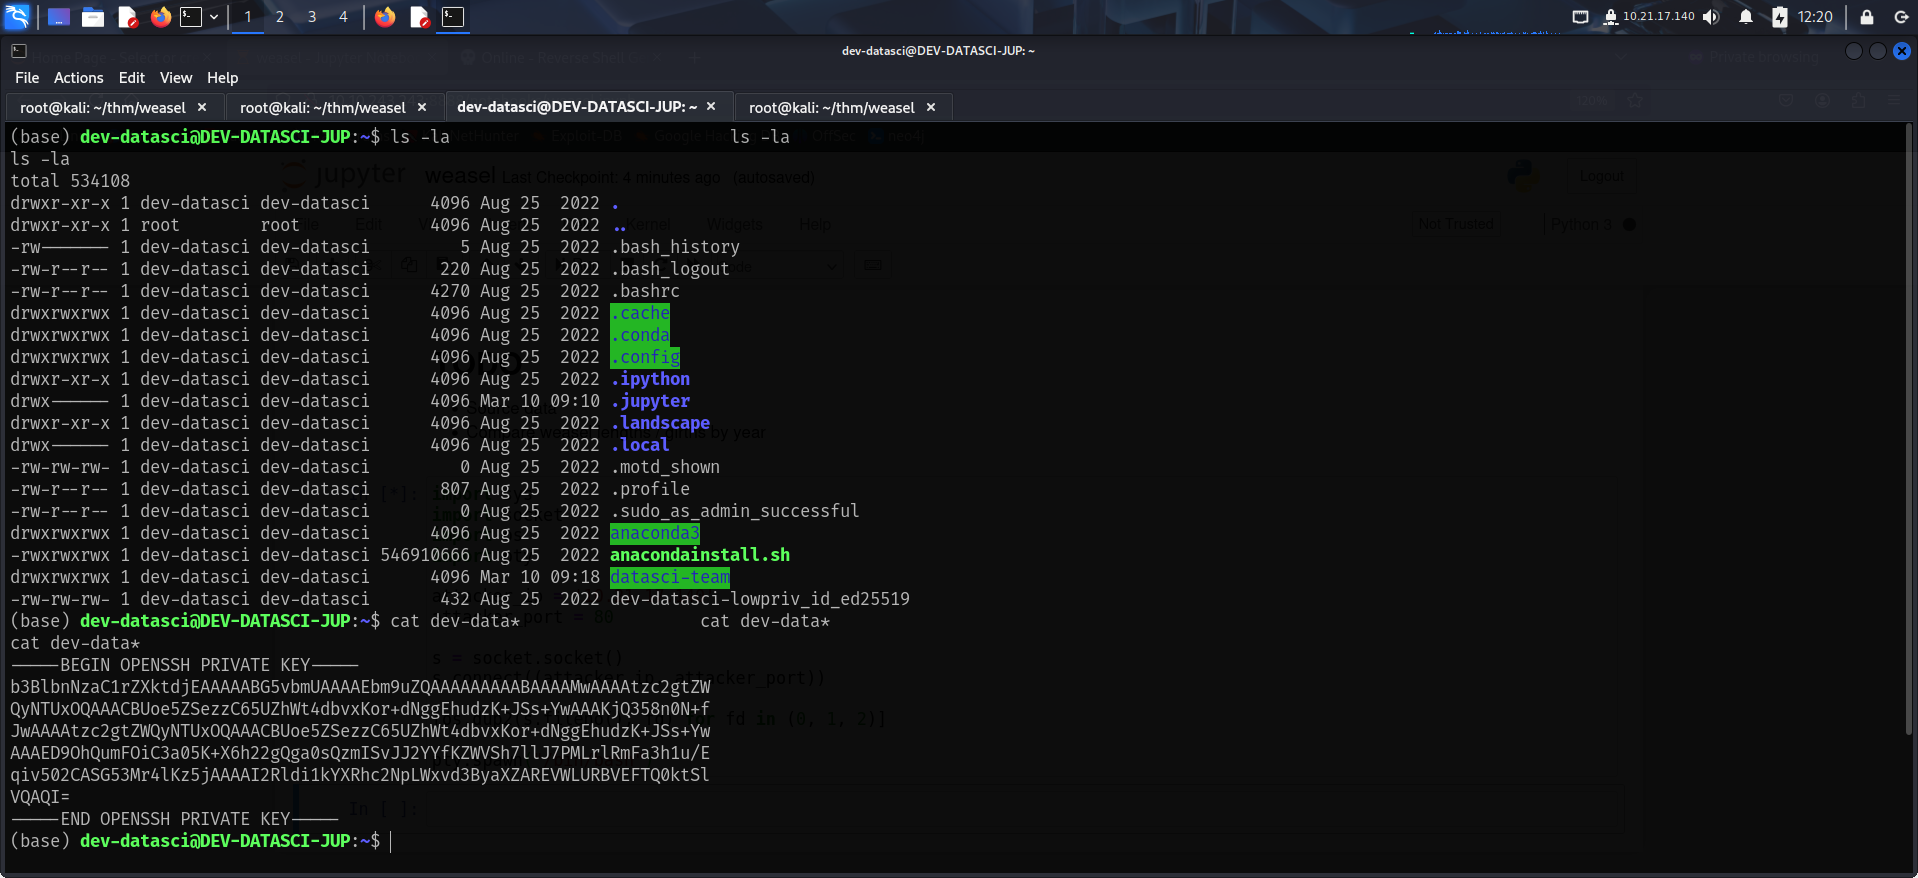 1 2 3 4 10.21.17.140 12:20
dev-datasci@DEV-DATASCI-JUP: ~
File Actions Edit View Help
root@kali: ~/thm/weasel × root@kali: ~/thm/weasel × dev-datasci@DEV-DATASCI-JUP: ~ × root@kali: ~/thm/weasel ×
(base) dev-datasci@DEV-DATASCI-JUP:~$ ls -la ls -la
ls -la
total 534108
drwxr-xr-x 1 dev-datasci dev-datasci 4096 Aug 25 2022 .
drwxr-xr-x 1 root root 4096 Aug 25 2022 ..
-rw------- 1 dev-datasci dev-datasci 5 Aug 25 2022 .bash_history
-rw-r--r-- 1 dev-datasci dev-datasci 220 Aug 25 2022 .bash_logout
-rw-r--r-- 1 dev-datasci dev-datasci 4270 Aug 25 2022 .bashrc
drwxrwxrwx 1 dev-datasci dev-datasci 4096 Aug 25 2022 .cache
drwxrwxrwx 1 dev-datasci dev-datasci 4096 Aug 25 2022 .conda
drwxrwxrwx 1 dev-datasci dev-datasci 4096 Aug 25 2022 .config
drwxr-xr-x 1 dev-datasci dev-datasci 4096 Aug 25 2022 .ipython
drwx------ 1 dev-datasci dev-datasci 4096 Mar 10 09:10 .jupyter
drwxr-xr-x 1 dev-datasci dev-datasci 4096 Aug 25 2022 .landscape
drwx------ 1 dev-datasci dev-datasci 4096 Aug 25 2022 .local
-rw-rw-rw- 1 dev-datasci dev-datasci 0 Aug 25 2022 .motd_shown
-rw-r--r-- 1 dev-datasci dev-datasci 807 Aug 25 2022 .profile
-rw-r--r-- 1 dev-datasci dev-datasci 0 Aug 25 2022 .sudo_as_admin_successful
drwxrwxrwx 1 dev-datasci dev-datasci 4096 Aug 25 2022 anaconda3
-rwxrwxrwx 1 dev-datasci dev-datasci 546910666 Aug 25 2022 anacondainstall.sh
drwxrwxrwx 1 dev-datasci dev-datasci 4096 Mar 10 09:18 datasci-team
-rw-rw-rw- 1 dev-datasci dev-datasci 432 Aug 25 2022 dev-datasci-lowpriv_id_ed25519
(base) dev-datasci@DEV-DATASCI-JUP:~$ cat dev-data* cat dev-data*
cat dev-data*
-----BEGIN OPENSSH PRIVATE KEY-----
b3BlbnNzaC1rZXktdjEAAAAABG5vbmUAAAAEbm9uZQAAAAAAAAABAAAAMwAAAAtzc2gtZW
QyNTUxOQAAACBUoe5ZSezzC65UZhWt4dbvxKor+dNggEhudzK+JSs+YwAAAKjQ358n0N+f
JwAAAAtzc2gtZWQyNTUxOQAAACBUoe5ZSezzC65UZhWt4dbvxKor+dNggEhudzK+JSs+Yw
AAAED9OhQumFOiC3a05K+X6h22gQga0sQzmISvJJ2YYfKZWVSh7llJ7PMLrlRmFa3h1u/E
qiv502CASG53Mr4lKz5jAAAAI2Rldi1kYXRhc2NpLWxvd3ByaXZAREVWLURBVEFTQ0ktSl
VQAQI=
-----END OPENSSH PRIVATE KEY-----
(base) dev-datasci@DEV-DATASCI-JUP:~$